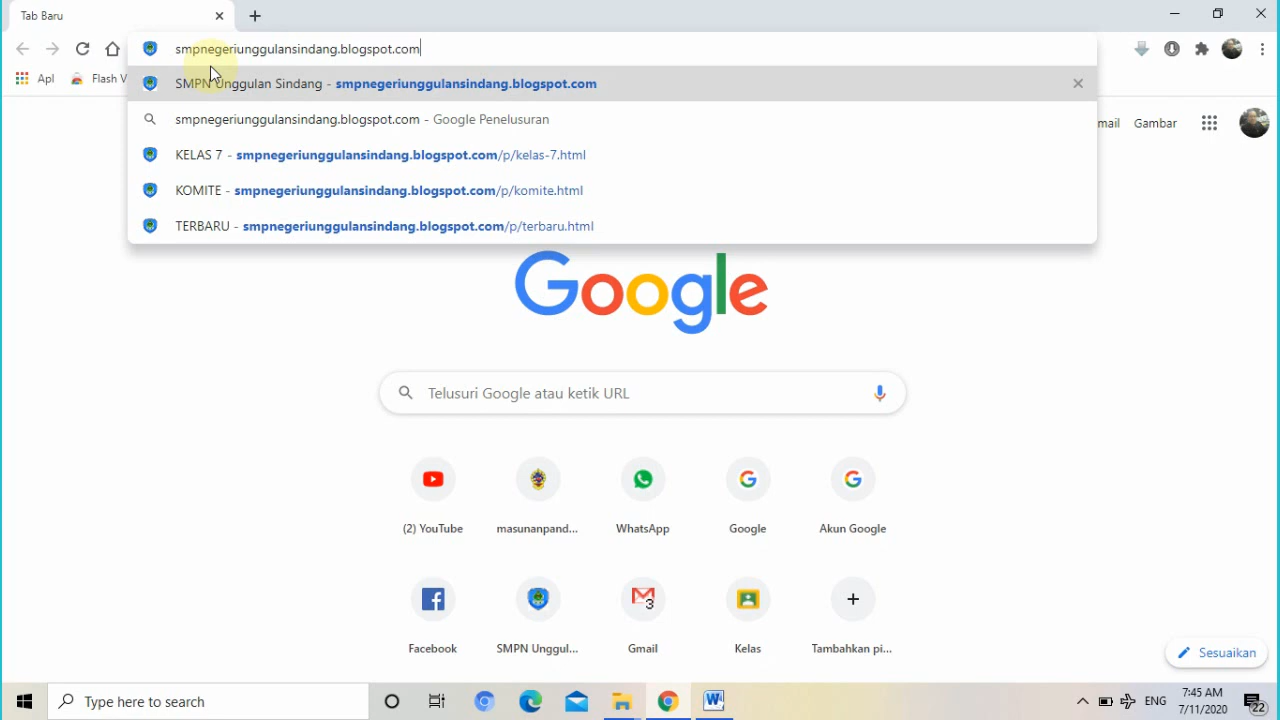 Tab Baru
smpnegeriunggulansindang.blogspot.com
Apl
Flash V
SMPN Unggulan Sindang - smpnegeriunggulansindang.blogspot.com
smpnegeriunggulansindang.blogspot.com - Google Penelusuran
KELAS 7 - smpnegeriunggulansindang.blogspot.com/p/kelas-7.html
KOMITE - smpnegeriunggulansindang.blogspot.com/p/komite.html
TERBARU - smpnegeriunggulansindang.blogspot.com/p/terbaru.html
mail Gambar
Google
Telusuri Google atau ketik URL
(2) YouTube
masunanpand...
WhatsApp
Google
Akun Google
3
Facebook
SMPN Unggul...
Gmail
Kelas
Tambahkan pi...
Sesuaikan
Type here to search
ENG
7:45 AM
7/11/2020
22